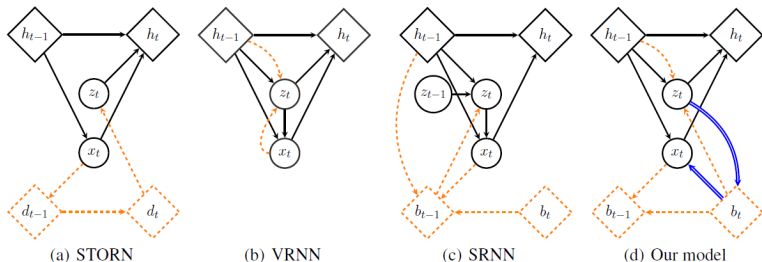 h_{t-1} h_t h_{t-1} h_t h_{t-1} h_t h_{t-1} h_t
z_t z_t z_{t-1} z_t z_t
x_t x_t x_t x_t
d_{t-1} d_t b_{t-1} b_t b_{t-1} b_t
(a) STORN (b) VRNN (c) SRNN (d) Our model